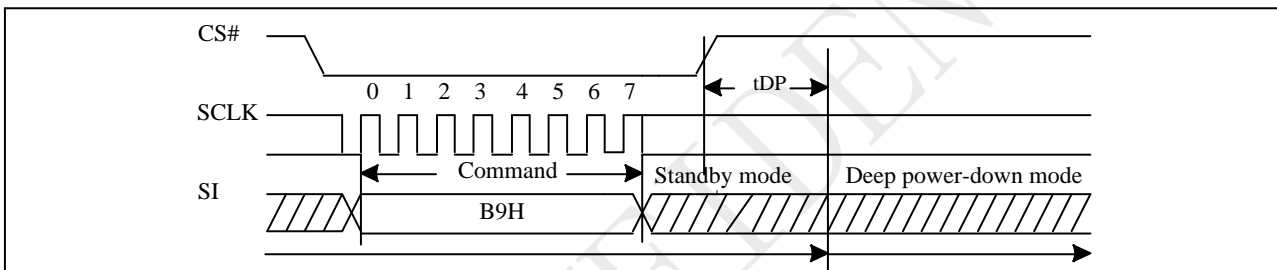 CS#
tDP
0 1 2 3 4 5 6 7
SCLK
Command
Standby mode
Deep power-down mode
SI
B9H